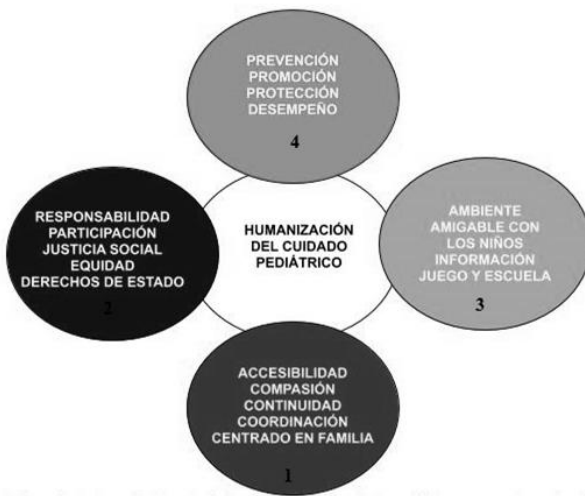 PREVENCIÓN
PROMOCIÓN
PROTECCIÓN
DESEMPEÑO
4
RESPONSABILIDAD
PARTICIPACIÓN
JUSTICIA SOCIAL
EQUIDAD
DERECHOS DE ESTADO
2
HUMANIZACIÓN
DEL CUIDADO
PEDIÁTRICO
AMBIENTE
AMIGABLE CON
LOS NIÑOS
INFORMACIÓN
JUEGO Y ESCUELA
3
ACCESIBILIDAD
COMPASIÓN
CONTINUIDAD
COORDINACIÓN
CENTRADO EN FAMILIA
1